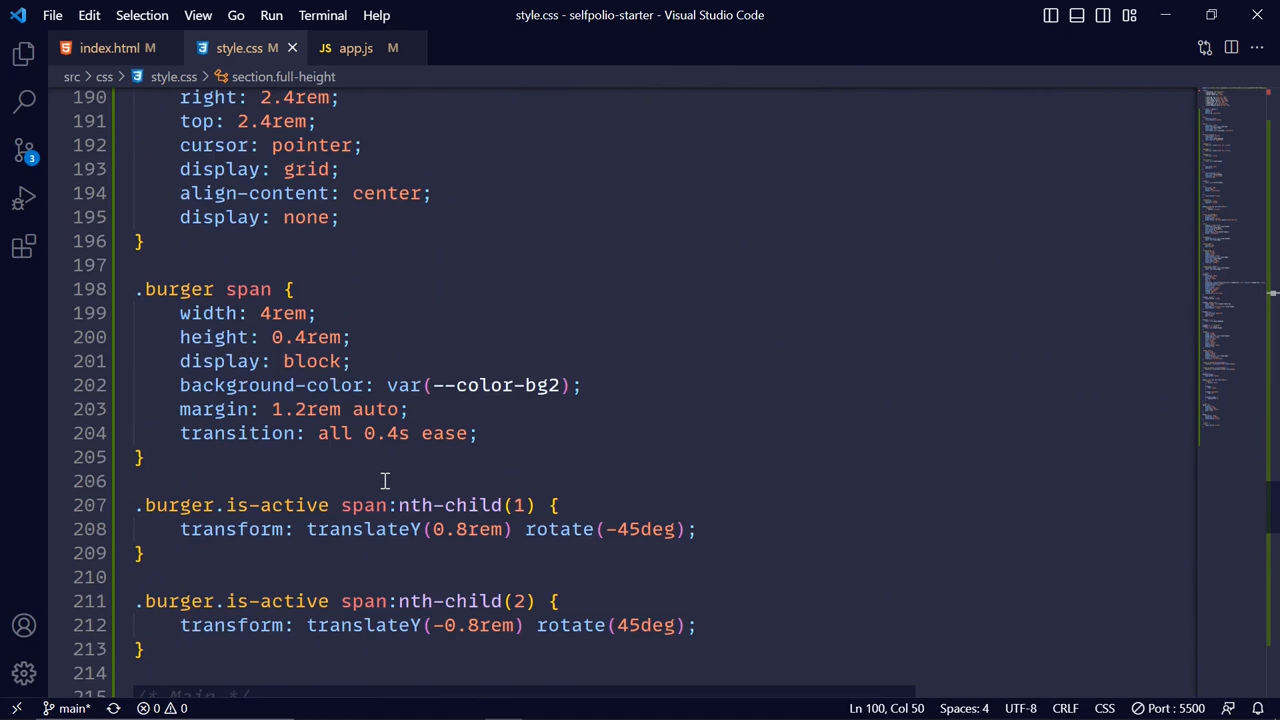 File Edit Selection View Go Run Terminal Help
style.css - selfpolio-starter - Visual Studio Code
index.html M
style.css M
JS app.js M
src > css > style.css > section.full-height
190 right: 2.4rem;
191 top: 2.4rem;
192 cursor: pointer;
193 display: grid;
194 align-content: center;
195 display: none;
196 }
197
198 .burger span {
199 width: 4rem;
200 height: 0.4rem;
201 display: block;
202 background-color: var(--color-bg2);
203 margin: 1.2rem auto;
204 transition: all 0.4s ease;
205 }
206
207 .burger.is-active span:nth-child(1) {
208 transform: translateY(0.8rem) rotate(-45deg);
209 }
210
211 .burger.is-active span:nth-child(2) {
212 transform: translateY(-0.8rem) rotate(45deg);
213 }
214
215 /* Main */
3
main* 0 0 Ln 100, Col 50 Spaces: 4 UTF-8 CRLF CSS Port : 5500